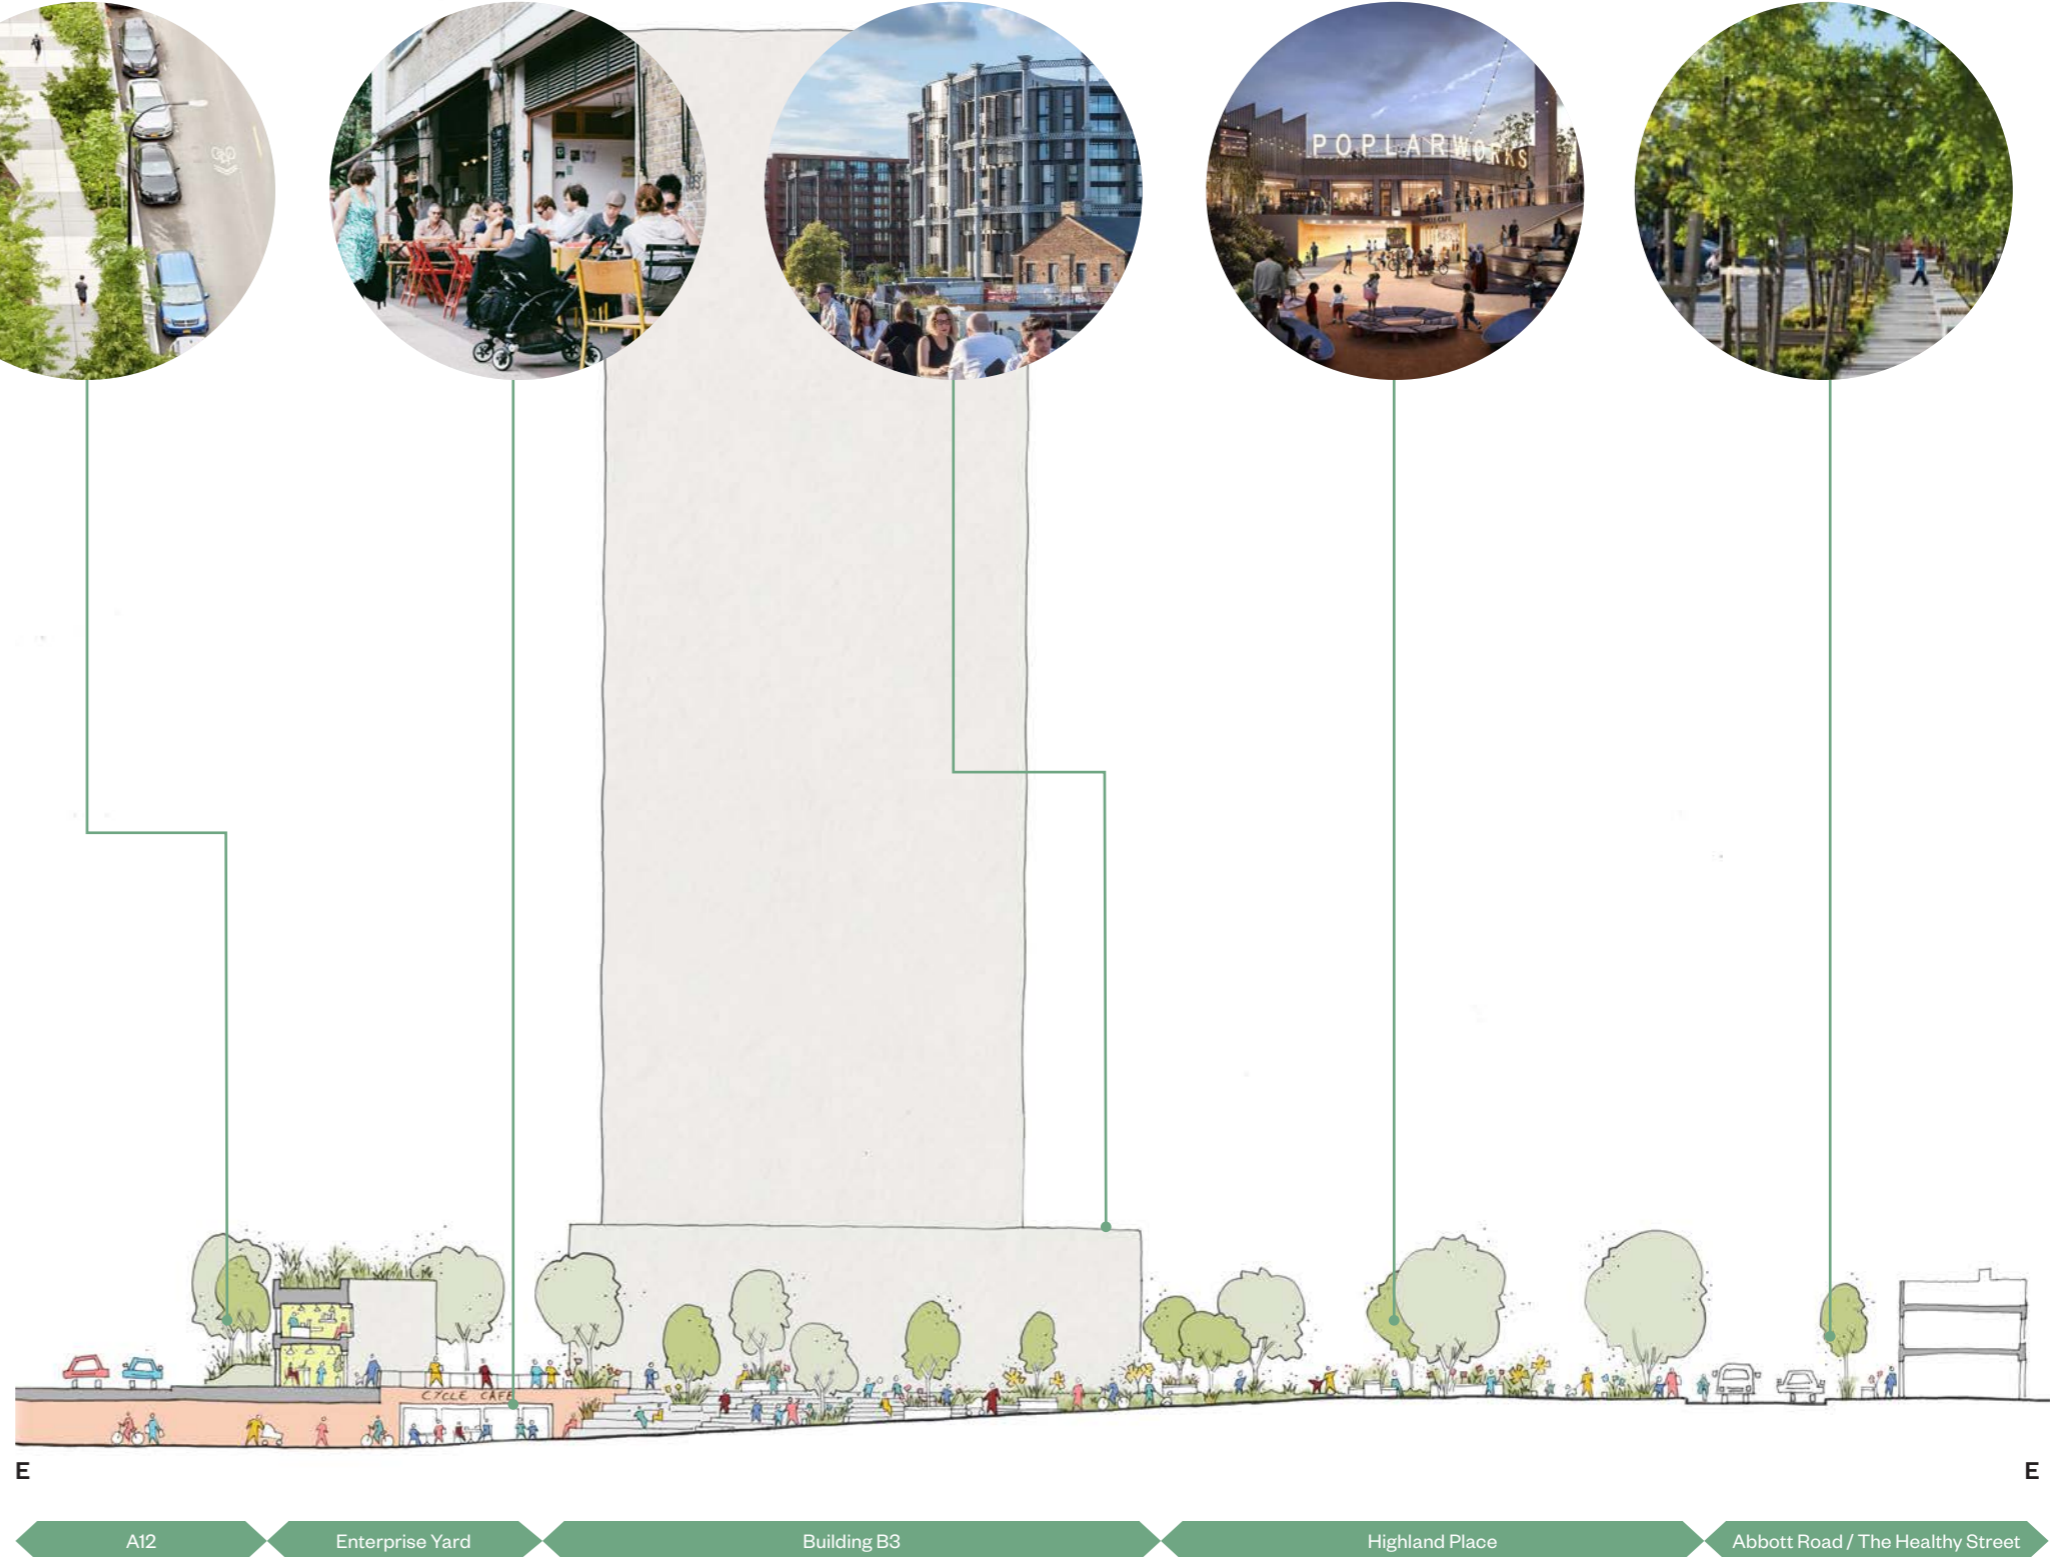 POPLARWORKS
CYCLE CAFE
E
E
A12
Enterprise Yard
Building B3
Highland Place
Abbott Road / The Healthy Street